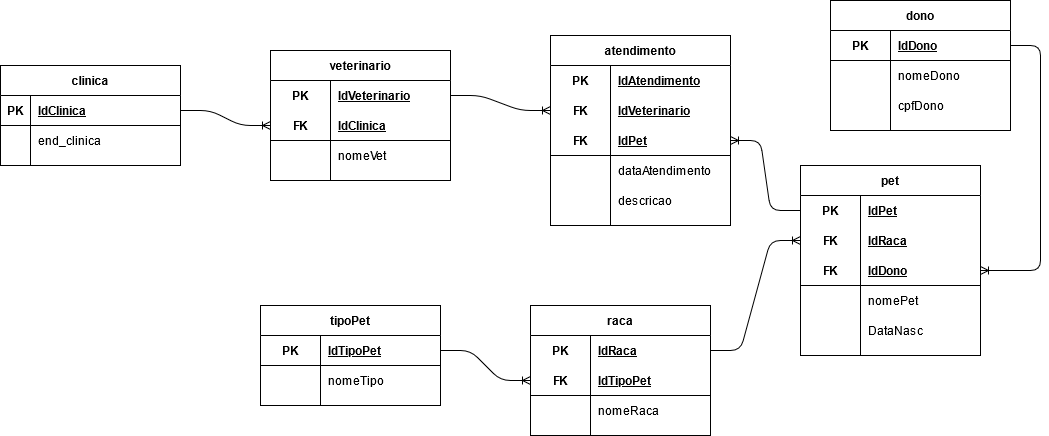 clinica
PK IdClinica
end_clinica
veterinario
PK IdVeterinario
FK IdClinica
nomeVet
atendimento
PK IdAtendimento
FK IdVeterinario
FK IdPet
dataAtendimento
descricao
dono
PK IdDono
nomeDono
cpfDono
pet
PK IdPet
FK IdRaca
FK IdDono
nomePet
DataNasc
tipoPet
PK IdTipoPet
nomeTipo
raca
PK IdRaca
FK IdTipoPet
nomeRaca